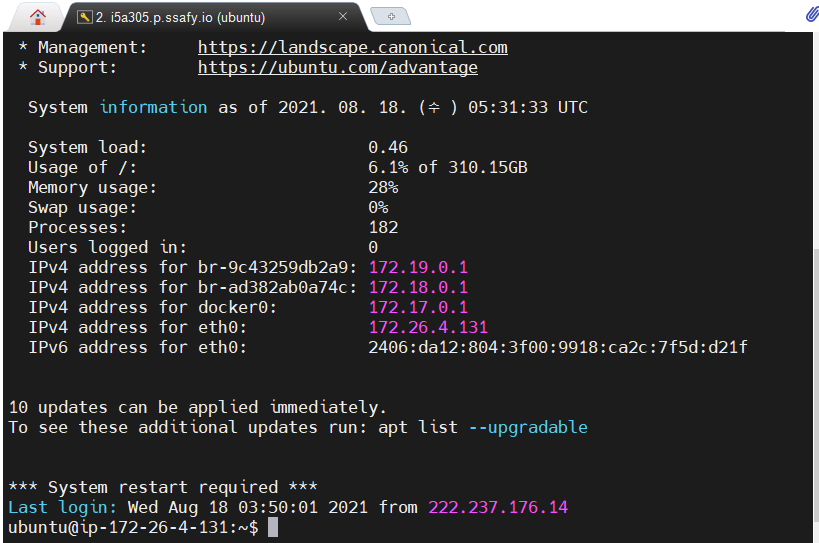 2. i5a305.p.ssafy.io (ubuntu)
* Management: https://landscape.canonical.com
* Support: https://ubuntu.com/advantage
System information as of 2021. 08. 18. (÷ ) 05:31:33 UTC
System load: 0.46
Usage of /: 6.1% of 310.15GB
Memory usage: 28%
Swap usage: 0%
Processes: 182
Users logged in: 0
IPv4 address for br-9c43259db2a9: 172.19.0.1
IPv4 address for br-ad382ab0a74c: 172.18.0.1
IPv4 address for docker0: 172.17.0.1
IPv4 address for eth0: 172.26.4.131
IPv6 address for eth0: 2406:da12:804:3f00:9918:ca2c:7f5d:d21f
10 updates can be applied immediately.
To see these additional updates run: apt list --upgradable
*** System restart required ***
Last login: Wed Aug 18 03:50:01 2021 from 222.237.176.14
ubuntu@ip-172-26-4-131:~$